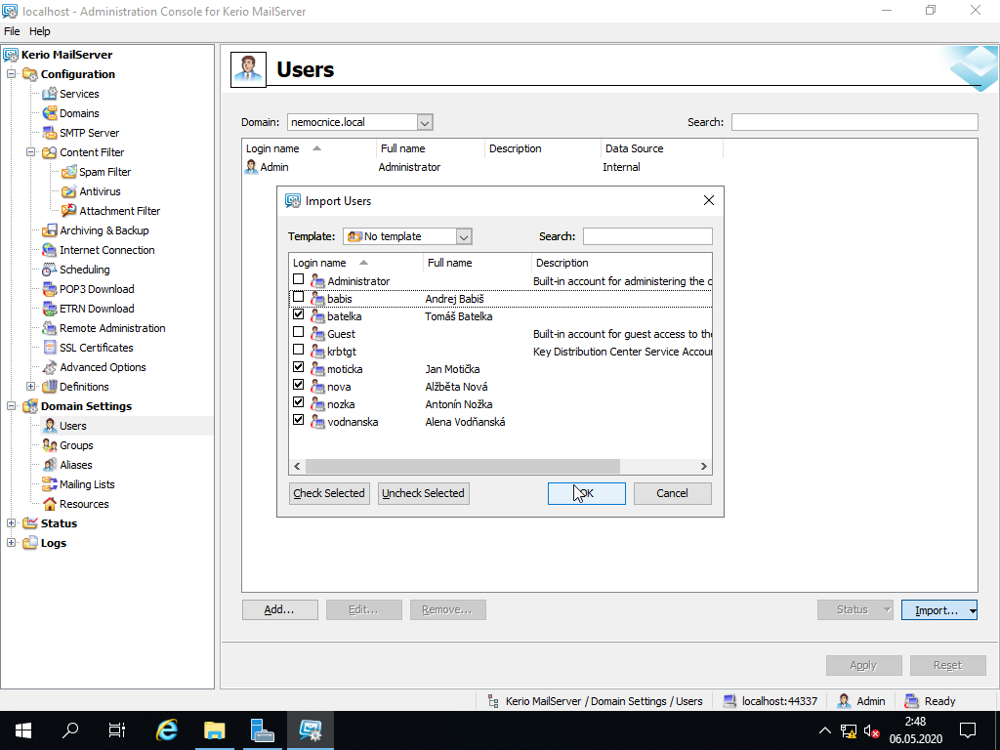 localhost - Administration Console for Kerio MailServer
File Help
Kerio MailServer
Configuration
Services
Domains
SMTP Server
Content Filter
Spam Filter
Antivirus
Attachment Filter
Archiving & Backup
Internet Connection
Scheduling
POP3 Download
ETRN Download
Remote Administration
SSL Certificates
Advanced Options
Definitions
Domain Settings
Users
Groups
Aliases
Mailing Lists
Resources
Status
Logs
Users
Domain: nemocnice.local Search:
Login name Full name Description Data Source
Admin Administrator Internal
Import Users
Template: No template Search:
Login name Full name Description
Administrator Built-in account for administering the c
babis Andrej Babiš
batelka Tomáš Batelka
Guest Built-in account for guest access to the
krbtgt Key Distribution Center Service Accour
moticka Jan Motička
nova Alžběta Nová
nozka Antonín Nožka
vodnanska Alena Vodňanská
Check Selected Uncheck Selected OK Cancel
Add... Edit... Remove... Status Import...
Apply Reset
Kerio MailServer / Domain Settings / Users localhost:44337 Admin Ready
2:48
06.05.2020